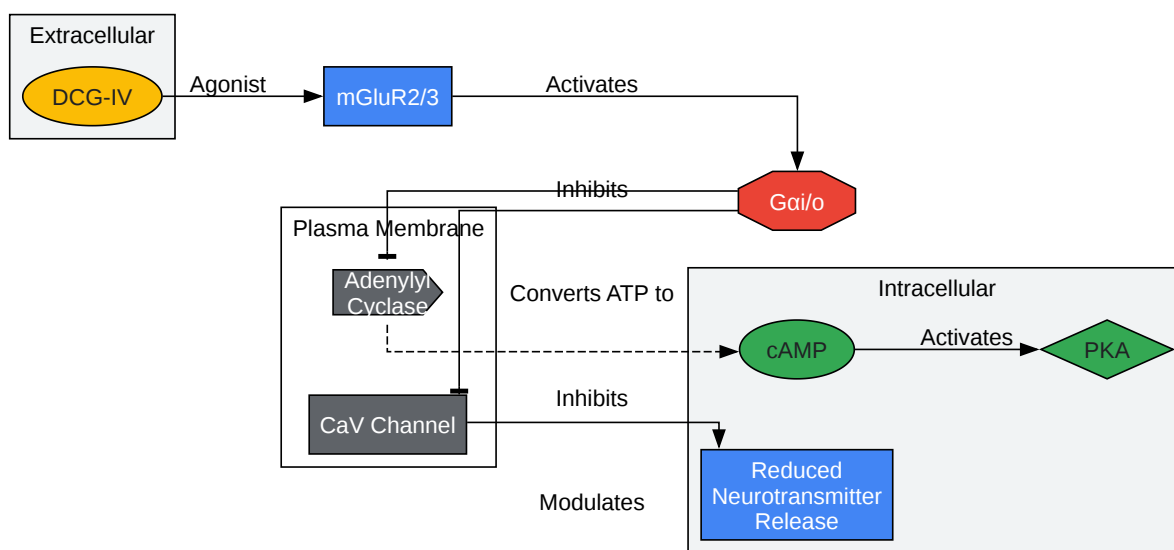 Extracellular
DCG-IV
Agonist
mGluR2/3
Activates
Inhibits
Gαi/o
Plasma Membrane
Adenylyl
Cyclase
Converts ATP to
Intracellular
cAMP
Activates
PKA
CaV Channel
Inhibits
Reduced
Neurotransmitter
Release
Modulates